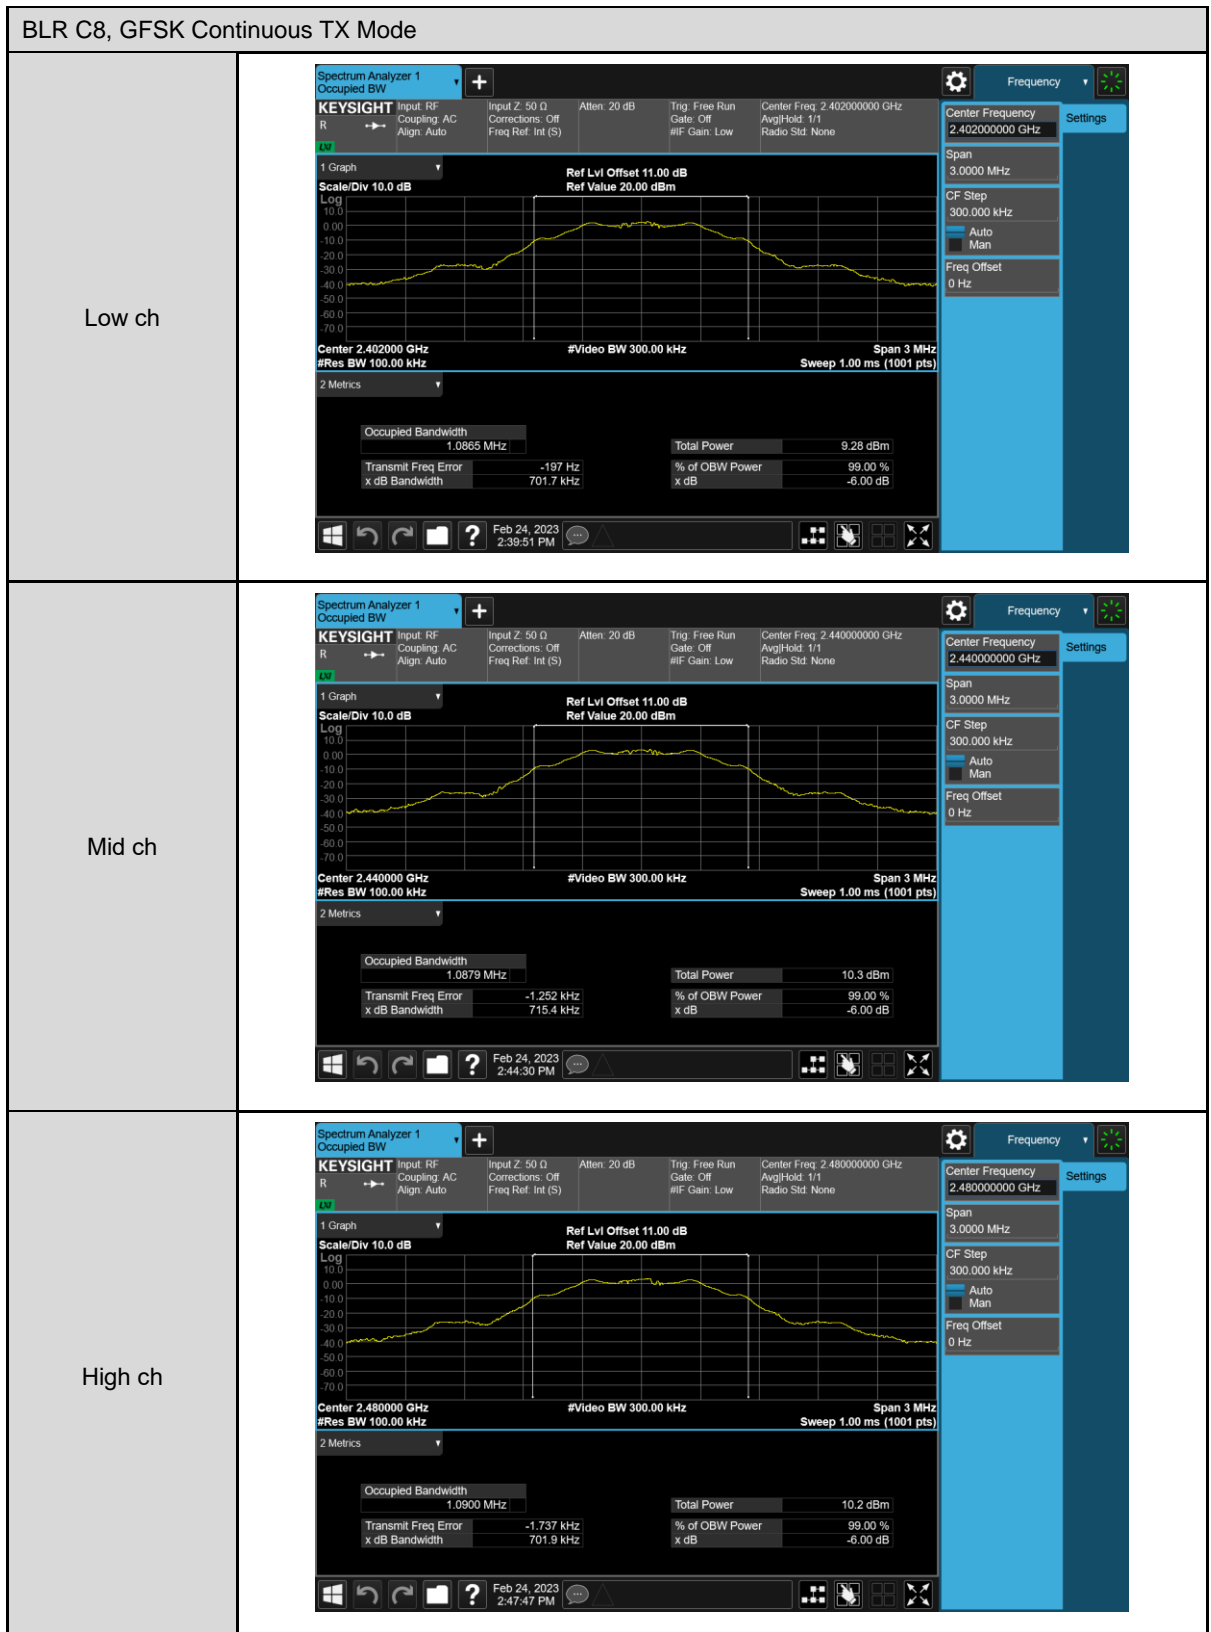 BLR C8, GFSK Continuous TX Mode
Low ch
Spectrum Analyzer 1
Occupied BW
Frequency
KEYSIGHT
R
LXI
Input: RF
Coupling: AC
Align: Auto
Input Z: 50 Ω
Corrections: Off
Freq Ref: Int (S)
Atten: 20 dB
Trig: Free Run
Gate: Off
#IF Gain: Low
Center Freq: 2.402000000 GHz
Avg|Hold: 1/1
Radio Std: None
Center Frequency
2.402000000 GHz
Settings
Span
3.0000 MHz
CF Step
300.000 kHz
Auto
Man
Freq Offset
0 Hz
1 Graph
Scale/Div 10.0 dB
Ref Lvl Offset 11.00 dB
Ref Value 20.00 dBm
Log
10.0
0.00
-10.0
-20.0
-30.0
-40.0
-50.0
-60.0
-70.0
Center 2.402000 GHz
#Video BW 300.00 kHz
Span 3 MHz
#Res BW 100.00 kHz
Sweep 1.00 ms (1001 pts)
2 Metrics
Occupied Bandwidth
1.0865 MHz
Total Power 9.28 dBm
Transmit Freq Error -197 Hz
% of OBW Power 99.00 %
x dB Bandwidth 701.7 kHz
x dB -6.00 dB
?
Feb 24, 2023
2:39:51 PM
Mid ch
Spectrum Analyzer 1
Occupied BW
Frequency
KEYSIGHT
R
LXI
Input: RF
Coupling: AC
Align: Auto
Input Z: 50 Ω
Corrections: Off
Freq Ref: Int (S)
Atten: 20 dB
Trig: Free Run
Gate: Off
#IF Gain: Low
Center Freq: 2.440000000 GHz
Avg|Hold: 1/1
Radio Std: None
Center Frequency
2.440000000 GHz
Settings
Span
3.0000 MHz
CF Step
300.000 kHz
Auto
Man
Freq Offset
0 Hz
1 Graph
Scale/Div 10.0 dB
Ref Lvl Offset 11.00 dB
Ref Value 20.00 dBm
Log
10.0
0.00
-10.0
-20.0
-30.0
-40.0
-50.0
-60.0
-70.0
Center 2.440000 GHz
#Video BW 300.00 kHz
Span 3 MHz
#Res BW 100.00 kHz
Sweep 1.00 ms (1001 pts)
2 Metrics
Occupied Bandwidth
1.0879 MHz
Total Power 10.3 dBm
Transmit Freq Error -1.252 kHz
% of OBW Power 99.00 %
x dB Bandwidth 715.4 kHz
x dB -6.00 dB
?
Feb 24, 2023
2:44:30 PM
High ch
Spectrum Analyzer 1
Occupied BW
Frequency
KEYSIGHT
R
LXI
Input: RF
Coupling: AC
Align: Auto
Input Z: 50 Ω
Corrections: Off
Freq Ref: Int (S)
Atten: 20 dB
Trig: Free Run
Gate: Off
#IF Gain: Low
Center Freq: 2.480000000 GHz
Avg|Hold: 1/1
Radio Std: None
Center Frequency
2.480000000 GHz
Settings
Span
3.0000 MHz
CF Step
300.000 kHz
Auto
Man
Freq Offset
0 Hz
1 Graph
Scale/Div 10.0 dB
Ref Lvl Offset 11.00 dB
Ref Value 20.00 dBm
Log
10.0
0.00
-10.0
-20.0
-30.0
-40.0
-50.0
-60.0
-70.0
Center 2.480000 GHz
#Video BW 300.00 kHz
Span 3 MHz
#Res BW 100.00 kHz
Sweep 1.00 ms (1001 pts)
2 Metrics
Occupied Bandwidth
1.0900 MHz
Total Power 10.2 dBm
Transmit Freq Error -1.737 kHz
% of OBW Power 99.00 %
x dB Bandwidth 701.9 kHz
x dB -6.00 dB
?
Feb 24, 2023
2:47:47 PM